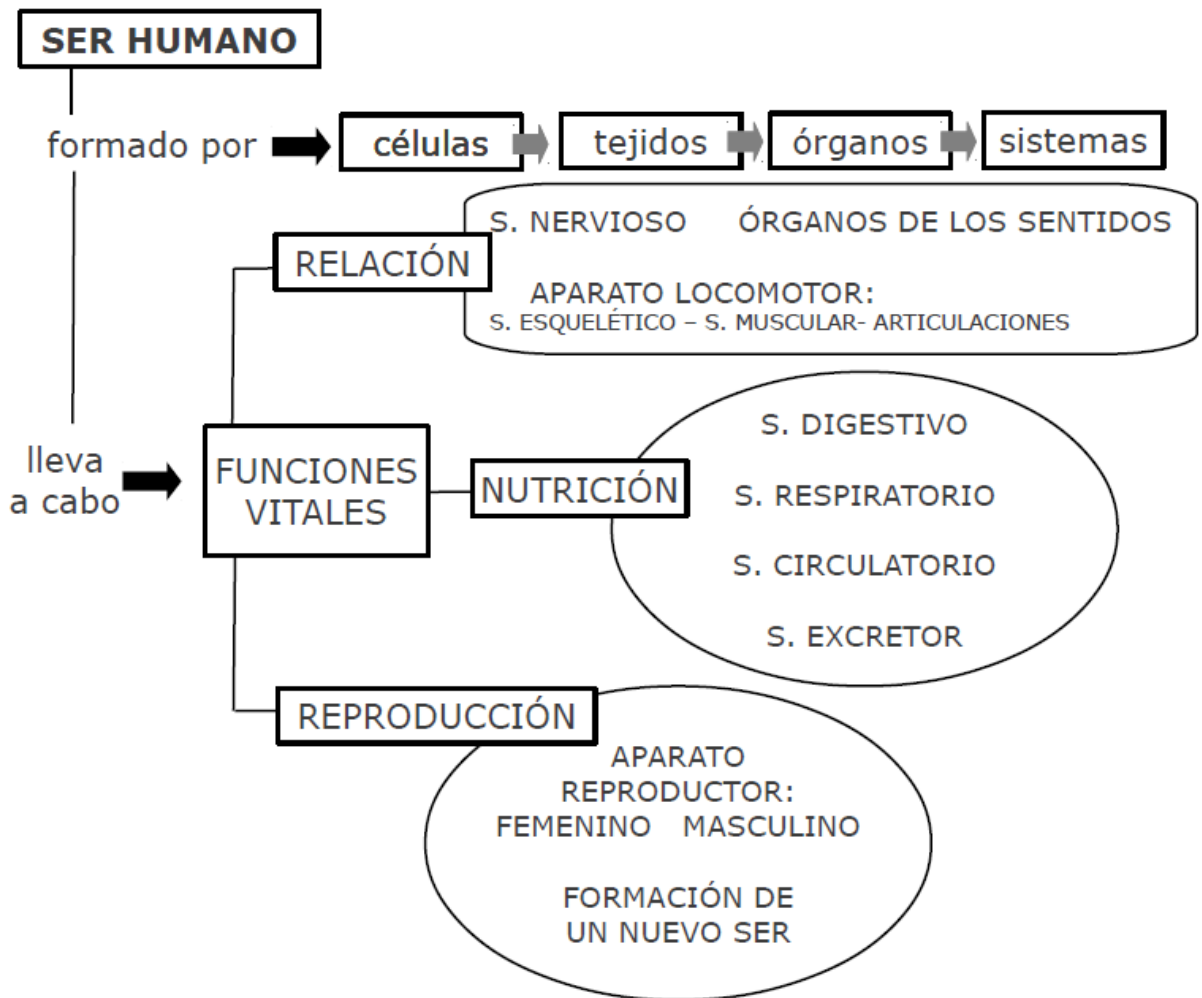 SER HUMANO
formado por
células
tejidos
órganos
sistemas
RELACIÓN
S. NERVIOSO ÓRGANOS DE LOS SENTIDOS
APARATO LOCOMOTOR:
S. ESQUELÉTICO – S. MUSCULAR- ARTICULACIONES
lleva
a cabo
FUNCIONES
VITALES
NUTRICIÓN
S. DIGESTIVO
S. RESPIRATORIO
S. CIRCULATORIO
S. EXCRETOR
REPRODUCCIÓN
APARATO
REPRODUCTOR:
FEMENINO MASCULINO
FORMACIÓN DE
UN NUEVO SER